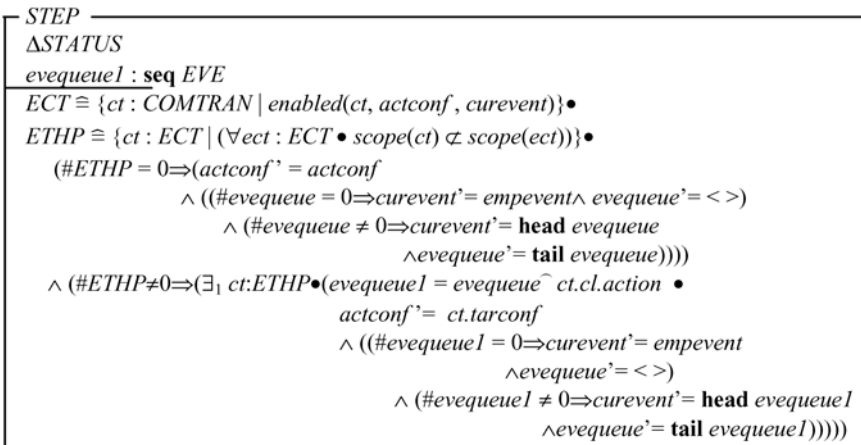 STEP
ΔSTATUS
evequeue1 : seq EVE
ECT ≙ {ct : COMTRAN | enabled(ct, actconf , curevent)}●
ETHP ≙ {ct : ECT | (∀ect : ECT • scope(ct) ⊄ scope(ect))}●
(#ETHP = 0⇒(actconf ’ = actconf
∧ ((#evequeue = 0⇒curevent’= empevent∧ evequeue’= < >)
∧ (#evequeue ≠ 0⇒curevent’= head evequeue
∧evequeue’= tail evequeue))))
∧ (#ETHP≠0⇒(∃₁ ct:ETHP●(evequeue1 = evequeue⌒ ct.cl.action ●
actconf ’= ct.tarconf
∧ ((#evequeue1 = 0⇒curevent’= empevent
∧evequeue’= < >)
∧ (#evequeue1 ≠ 0⇒curevent’= head evequeue1
∧evequeue’= tail evequeue1)))))